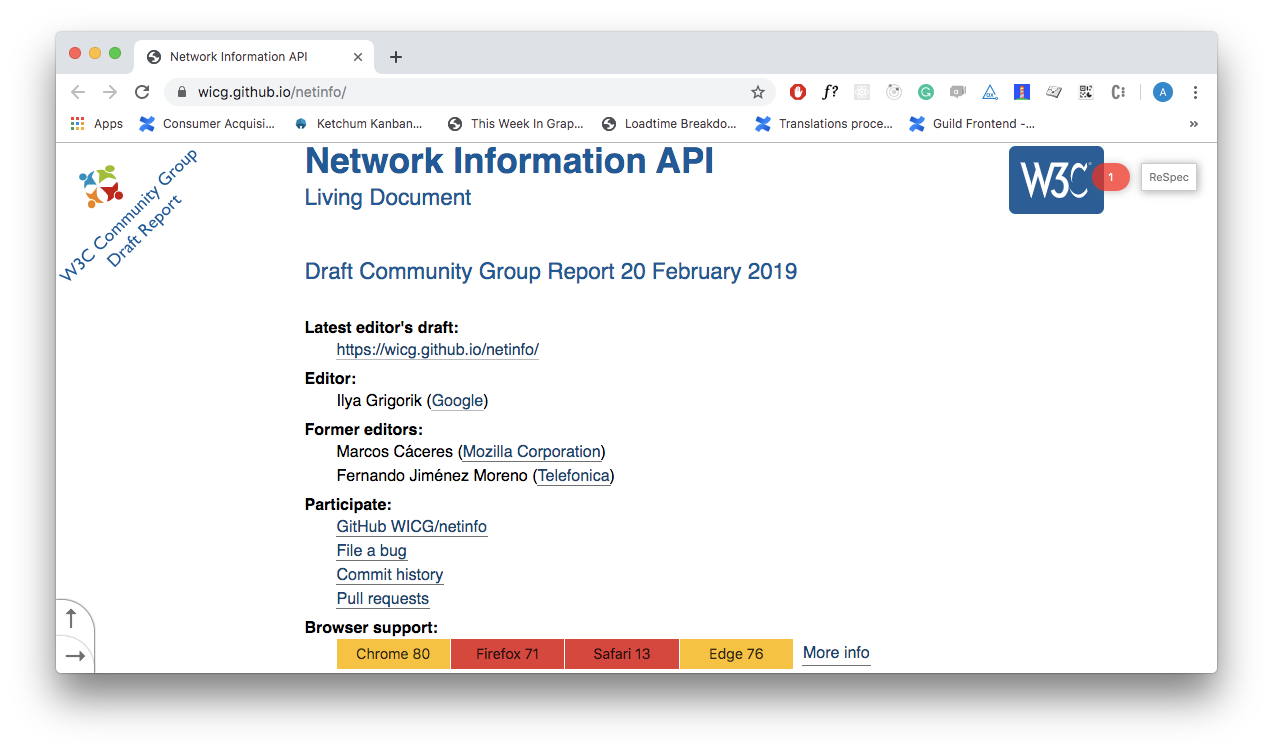 Network Information API
wicg.github.io/netinfo/
f?
A
Apps
Consumer Acquisi...
Ketchum Kanban...
This Week In Grap...
Loadtime Breakdo...
Translations proce...
Guild Frontend -...
»
W3C Community Group
Draft Report
Network Information API
Living Document
W3C
1
ReSpec
Draft Community Group Report 20 February 2019
Latest editor's draft:
https://wicg.github.io/netinfo/
Editor:
Ilya Grigorik (Google)
Former editors:
Marcos Cáceres (Mozilla Corporation)
Fernando Jiménez Moreno (Telefonica)
Participate:
GitHub WICG/netinfo
File a bug
Commit history
Pull requests
Browser support:
Chrome 80 Firefox 71 Safari 13 Edge 76 More info